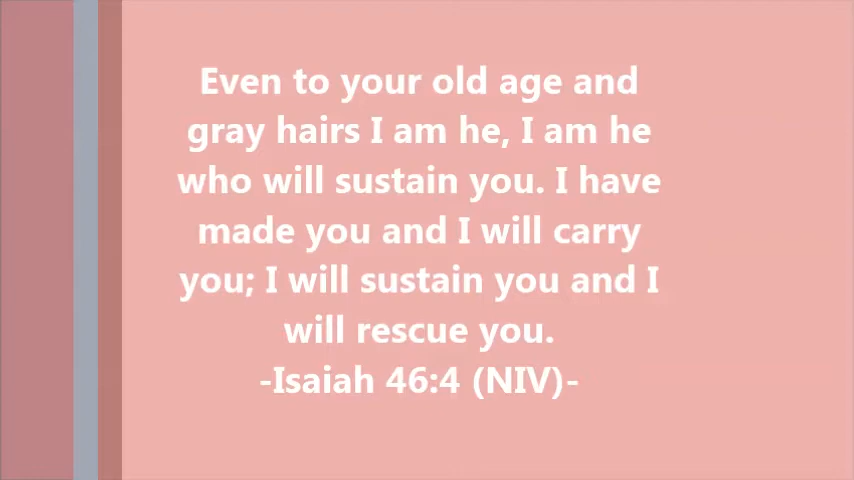 Even to your old age and
gray hairs I am he, I am he
who will sustain you. I have
made you and I will carry
you; I will sustain you and I
will rescue you.
-Isaiah 46:4 (NIV)-